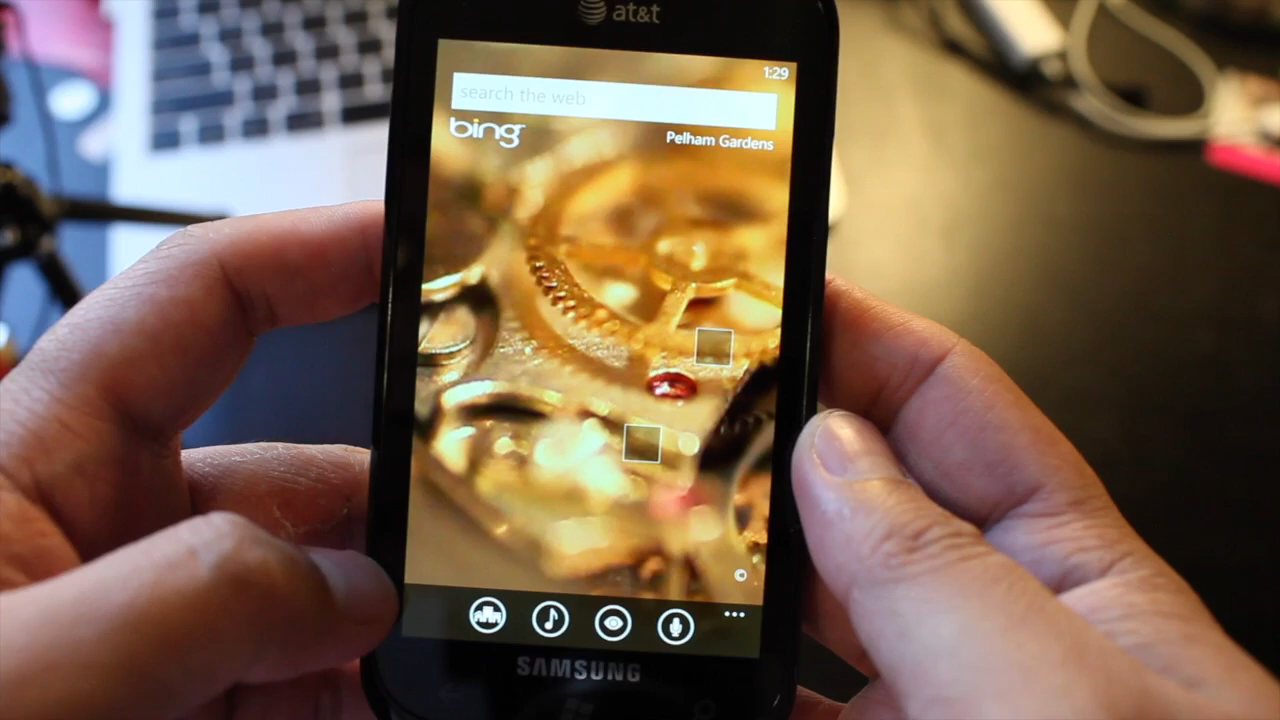 at&t
1:29
search the web
bing
Pelham Gardens
SAMSUNG